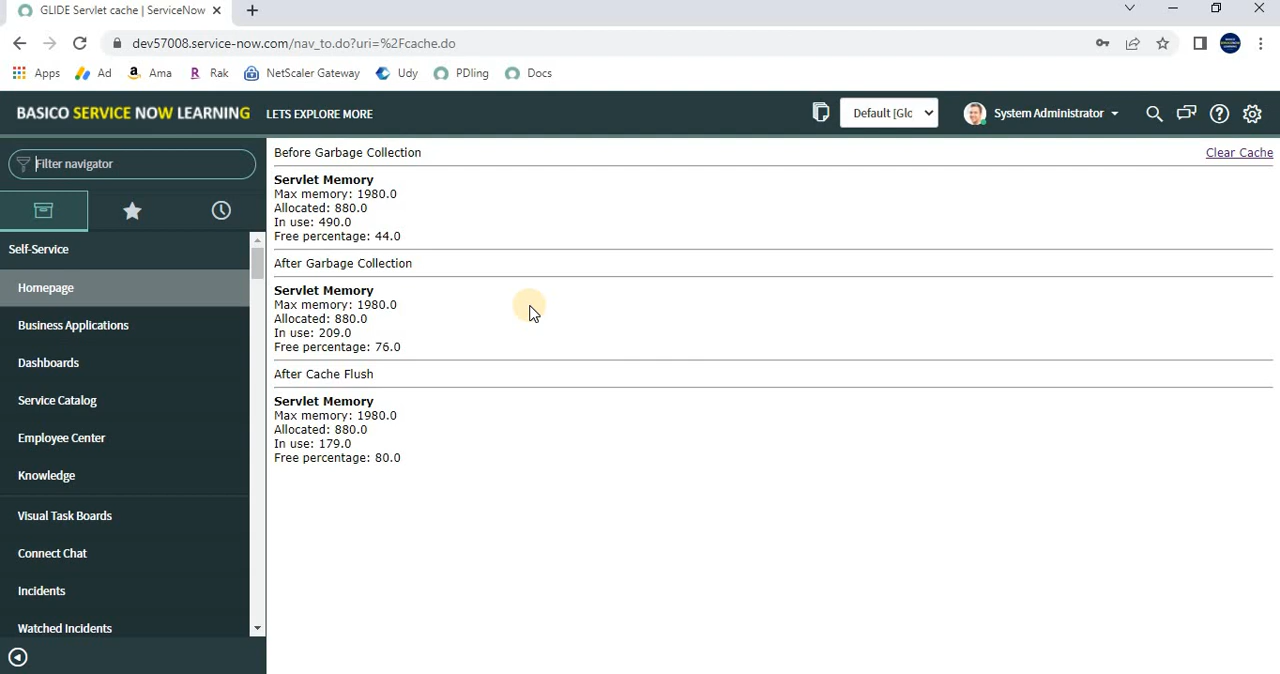 GLIDE Servlet cache | ServiceNow
dev57008.service-now.com/nav_to.do?uri=%2Fcache.do
Apps Ad Ama Rak NetScaler Gateway Udy PDIing Docs
BASICO SERVICE NOW LEARNING LETS EXPLORE MORE Default [Glc System Administrator
Filter navigator
Self-Service
Homepage
Business Applications
Dashboards
Service Catalog
Employee Center
Knowledge
Visual Task Boards
Connect Chat
Incidents
Watched Incidents
Before Garbage Collection Clear Cache
Servlet Memory
Max memory: 1980.0
Allocated: 880.0
In use: 490.0
Free percentage: 44.0
After Garbage Collection
Servlet Memory
Max memory: 1980.0
Allocated: 880.0
In use: 209.0
Free percentage: 76.0
After Cache Flush
Servlet Memory
Max memory: 1980.0
Allocated: 880.0
In use: 179.0
Free percentage: 80.0